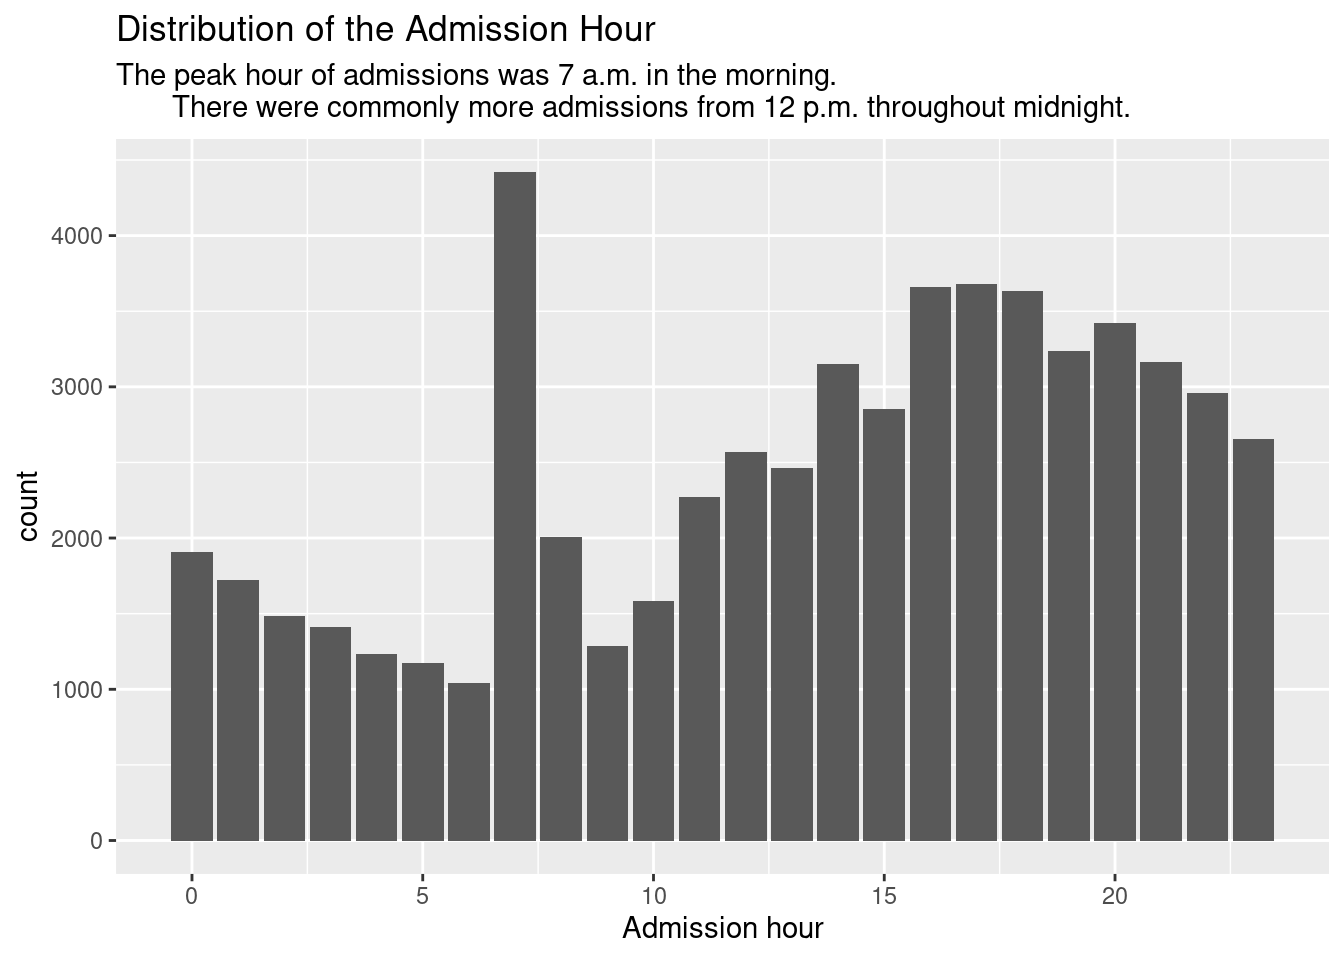 Distribution of the Admission Hour
The peak hour of admissions was 7 a.m. in the morning.
There were commonly more admissions from 12 p.m. throughout midnight.
4000
3000
2000
1000
0
count
0 5 10 15 20
Admission hour